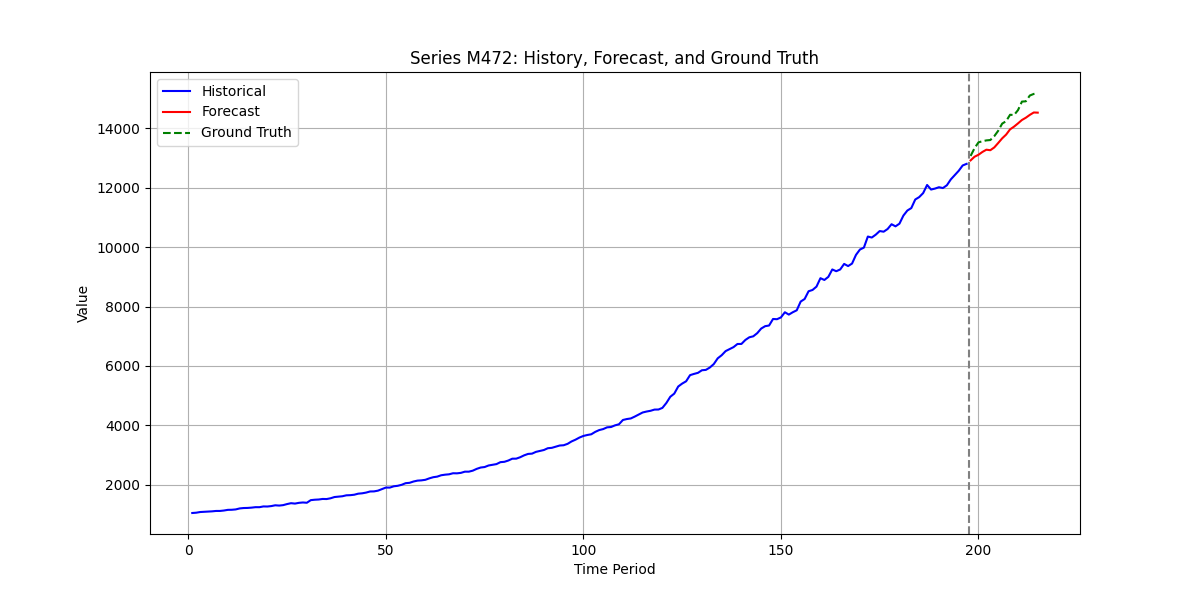 Series M472: History, Forecast, and Ground Truth
Historical
Forecast
Ground Truth
Value
14000
12000
10000
8000
6000
4000
2000
0
50
100
150
200
Time Period